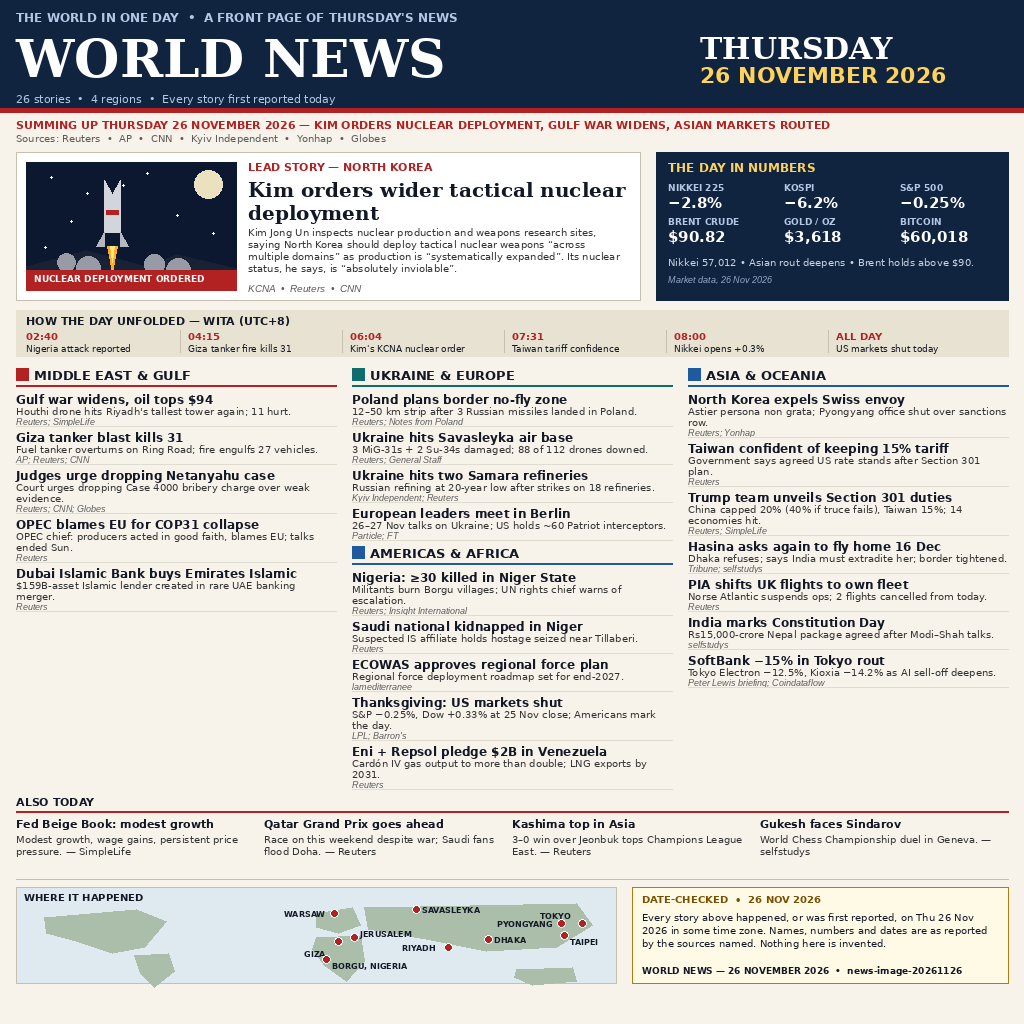 THE WORLD IN ONE DAY • A FRONT PAGE OF THURSDAY'S NEWS
WORLD NEWS
26 stories • 4 regions • Every story first reported today
THURSDAY
26 NOVEMBER 2026
SUMMING UP THURSDAY 26 NOVEMBER 2026 — KIM ORDERS NUCLEAR DEPLOYMENT, GULF WAR WIDENS, ASIAN MARKETS ROUTED
Sources: Reuters • AP • CNN • Kyiv Independent • Yonhap • Globes
NUCLEAR DEPLOYMENT ORDERED
LEAD STORY — NORTH KOREA
Kim orders wider tactical nuclear
deployment
Kim Jong Un inspects nuclear production and weapons research sites,
saying North Korea should deploy tactical nuclear weapons “across
multiple domains” as production is “systematically expanded”. Its nuclear
status, he says, is “absolutely inviolable”.
KCNA • Reuters • CNN
THE DAY IN NUMBERS
NIKKEI 225
−2.8%
KOSPI
−6.2%
S&P 500
−0.25%
BRENT CRUDE
$90.82
GOLD / OZ
$3,618
BITCOIN
$60,018
Nikkei 57,012 • Asian rout deepens • Brent holds above $90.
Market data, 26 Nov 2026
HOW THE DAY UNFOLDED — WITA (UTC+8)
02:40
Nigeria attack reported
04:15
Giza tanker fire kills 31
06:04
Kim's KCNA nuclear order
07:31
Taiwan tariff confidence
08:00
Nikkei opens +0.3%
ALL DAY
US markets shut today
MIDDLE EAST & GULF
Gulf war widens, oil tops $94
Houthi drone hits Riyadh's tallest tower again; 11 hurt.
Reuters; SimpleLife
Giza tanker blast kills 31
Fuel tanker overturns on Ring Road; fire engulfs 27 vehicles.
AP; Reuters; CNN
Judges urge dropping Netanyahu case
Court urges dropping Case 4000 bribery charge over weak
evidence.
Reuters; CNN; Globes
OPEC blames EU for COP31 collapse
OPEC chief: producers acted in good faith, blames EU; talks
ended Sun.
Reuters
Dubai Islamic Bank buys Emirates Islamic
$159B-asset Islamic lender created in rare UAE banking
merger.
Reuters
UKRAINE & EUROPE
Poland plans border no-fly zone
12–50 km strip after 3 Russian missiles landed in Poland.
Reuters; Notes from Poland
Ukraine hits Savasleyka air base
3 MiG-31s + 2 Su-34s damaged; 88 of 112 drones downed.
Reuters; General Staff
Ukraine hits two Samara refineries
Russian refining at 20-year low after strikes on 18 refineries.
Kyiv Independent; Reuters
European leaders meet in Berlin
26–27 Nov talks on Ukraine; US holds ~60 Patriot interceptors.
Partide; FT
AMERICAS & AFRICA
Nigeria: ≥30 killed in Niger State
Militants burn Borgu villages; UN rights chief warns of
escalation.
Reuters; Insight International
Saudi national kidnapped in Niger
Suspected IS affiliate holds hostage seized near Tillaberi.
Reuters
ECOWAS approves regional force plan
Regional force deployment roadmap set for end-2027.
lamediterranee
Thanksgiving: US markets shut
S&P −0.25%, Dow +0.33% at 25 Nov close; Americans mark
the day.
LPL; Barron's
Eni + Repsol pledge $2B in Venezuela
Cardón IV gas output to more than double; LNG exports by
2031.
Reuters
ASIA & OCEANIA
North Korea expels Swiss envoy
Astier persona non grata; Pyongyang office shut over sanctions
row.
Reuters; Yonhap
Taiwan confident of keeping 15% tariff
Government says agreed US rate stands after Section 301
plan.
Reuters
Trump team unveils Section 301 duties
China capped 20% (40% if truce fails), Taiwan 15%; 14
economies hit.
Reuters; SimpleLife
Hasina asks again to fly home 16 Dec
Dhaka refuses; says India must extradite her; border tightened.
Tribune; selfstudys
PIA shifts UK flights to own fleet
Norse Atlantic suspends ops; 2 flights cancelled from today.
Reuters
India marks Constitution Day
Rs15,000-crore Nepal package agreed after Modi–Shah talks.
selfstudys
SoftBank −15% in Tokyo rout
Tokyo Electron −12.5%, Kioxia −14.2% as AI sell-off deepens.
Peter Lewis briefing; Coindataflow
ALSO TODAY
Fed Beige Book: modest growth
Modest growth, wage gains, persistent price
pressure. — SimpleLife
Qatar Grand Prix goes ahead
Race on this weekend despite war; Saudi fans
flood Doha. — Reuters
Kashima top in Asia
3–0 win over Jeonbuk tops Champions League
East. — Reuters
Gukesh faces Sindarov
World Chess Championship duel in Geneva. —
selfstudys
WHERE IT HAPPENED
WARSAW
SAVASLEYKA
TOKYO
PYONGYANG
JERUSALEM
DHAKA
TAIPEI
RIYADH
GIZA
BORGU, NIGERIA
DATE-CHECKED • 26 NOV 2026
Every story above happened, or was first reported, on Thu 26 Nov
2026 in some time zone. Names, numbers and dates are as reported
by the sources named. Nothing here is invented.
WORLD NEWS — 26 NOVEMBER 2026 • news-image-20261126